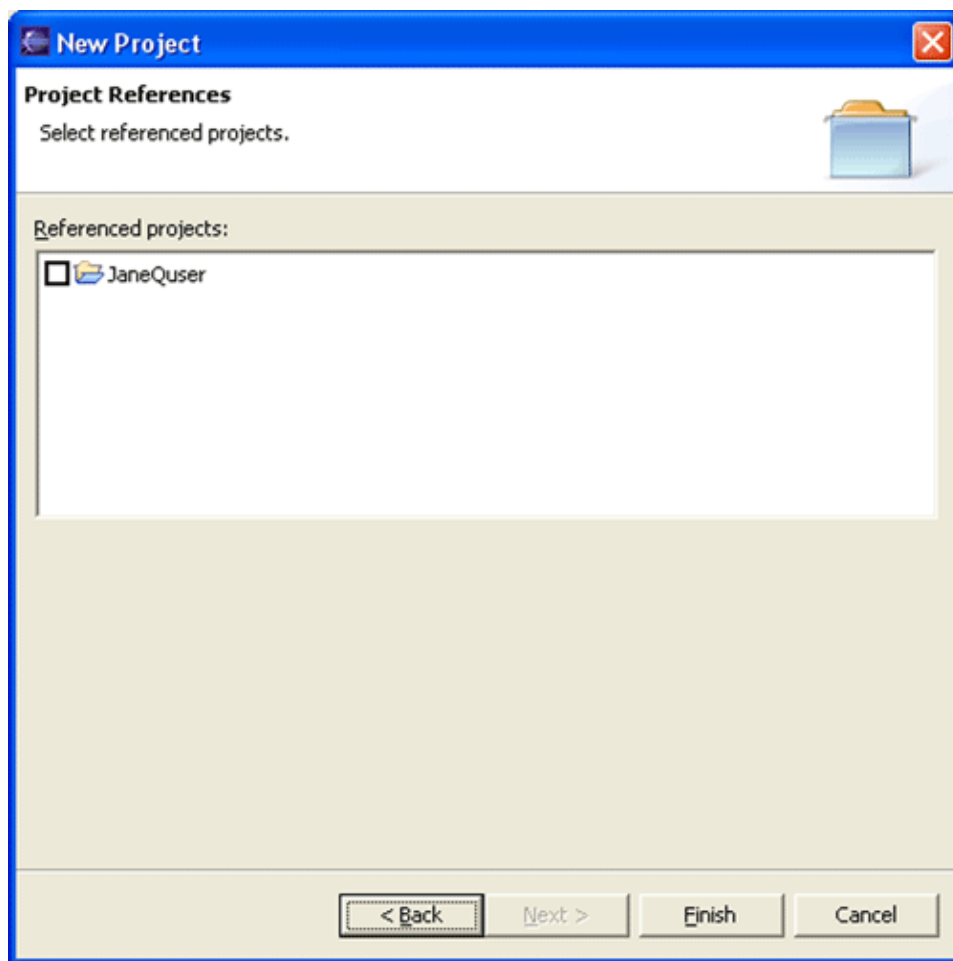 New Project
Project References
Select referenced projects.
Referenced projects:
JaneQuser
< Back Next > Finish Cancel